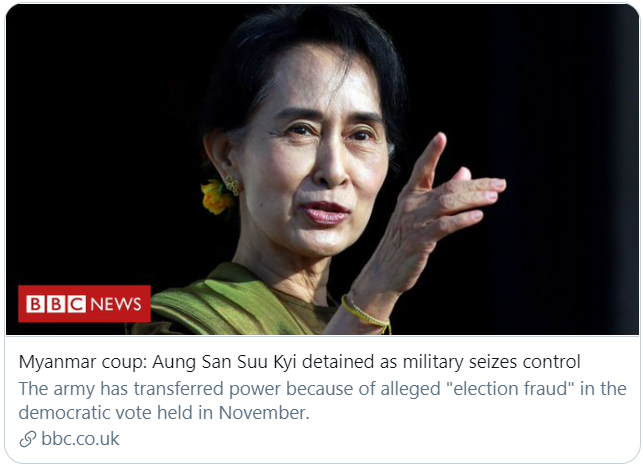 BBC NEWS
Myanmar coup: Aung San Suu Kyi detained as military seizes control
The army has transferred power because of alleged "election fraud" in the
democratic vote held in November.
bbc.co.uk